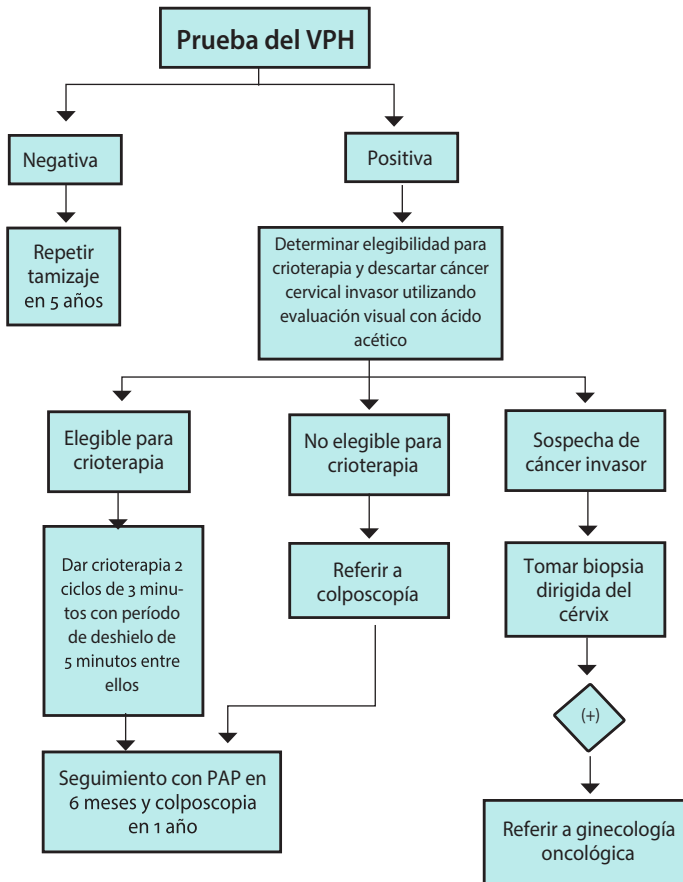 Prueba del VPH
Negativa
Positiva
Repetir
tamizaje
en 5 años
Determinar elegibilidad para
crioterapia y descartar cáncer
cervical invasor utilizando
evaluación visual con ácido
acético
Elegible para
crioterapia
No elegible para
crioterapia
Sospecha de
cáncer invasor
Dar crioterapia 2
ciclos de 3 minu-
tos con período
de deshielo de
5 minutos entre
ellos
Referir a
colposcopía
Tomar biopsia
dirigida del
cérvix
(+)
Seguimiento con PAP en
6 meses y colposcopia
en 1 año
Referir a ginecología
oncológica